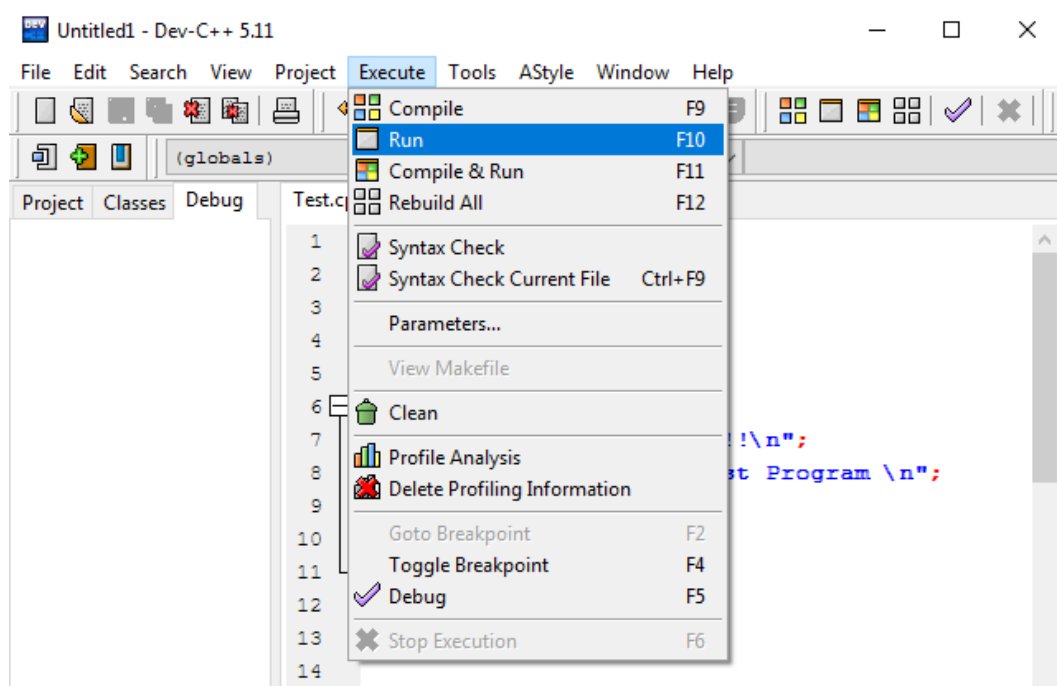 Untitled1 - Dev-C++ 5.11
File Edit Search View Project Execute Tools AStyle Window Help
Compile F9
(globals)
Run F10
Compile & Run F11
Project Classes Debug
Rebuild All F12
1
Syntax Check
2
Syntax Check Current File Ctrl+F9
3
Parameters...
4
5
View Makefile
6
Clean
7
!!\n";
Profile Analysis
8
st Program \n";
Delete Profiling Information
9
10
Goto Breakpoint F2
11
Toggle Breakpoint F4
12
Debug F5
13
Stop Execution F6
14